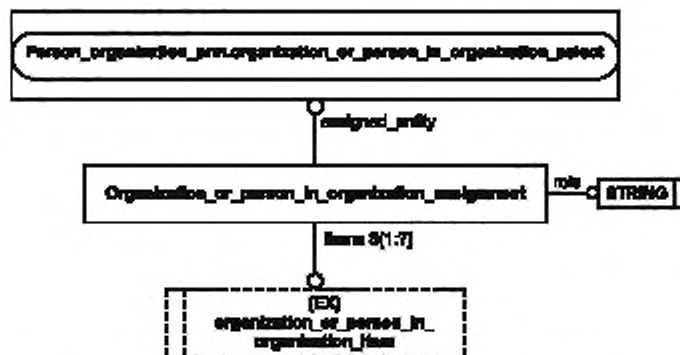 Person_organization_arm.organization_or_person_in_organization_select
assigned_entity
Organization_or_person_in_organization_assignment
role
STRING
items S[1:?]
(EX)
organization_or_person_in_
organization_item